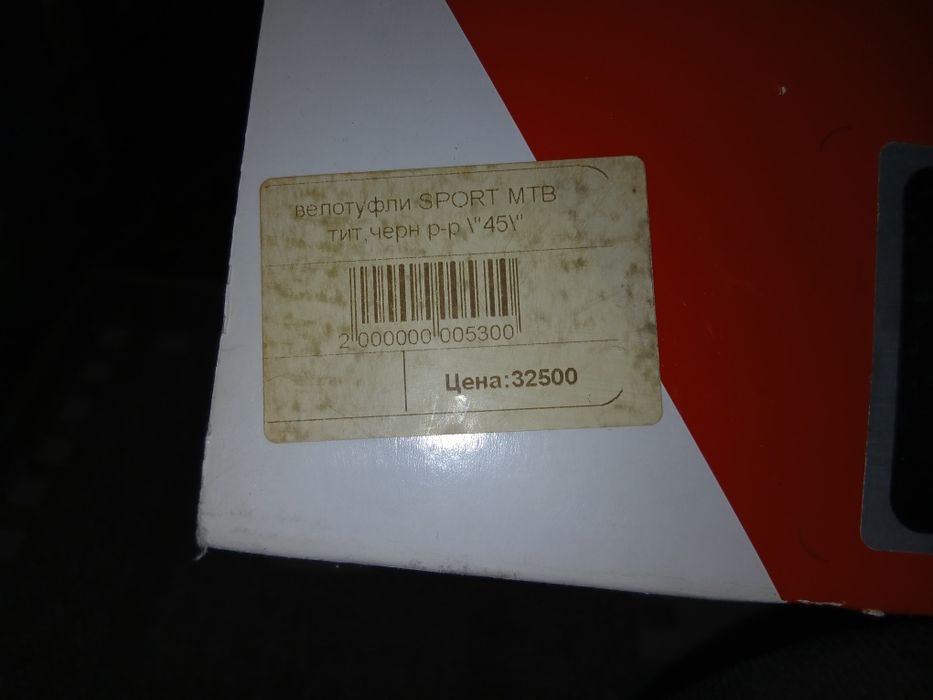 велотуфли SPORT MTB
тит,черн р-р \"45\"
2 000000 005300
Цена:32500